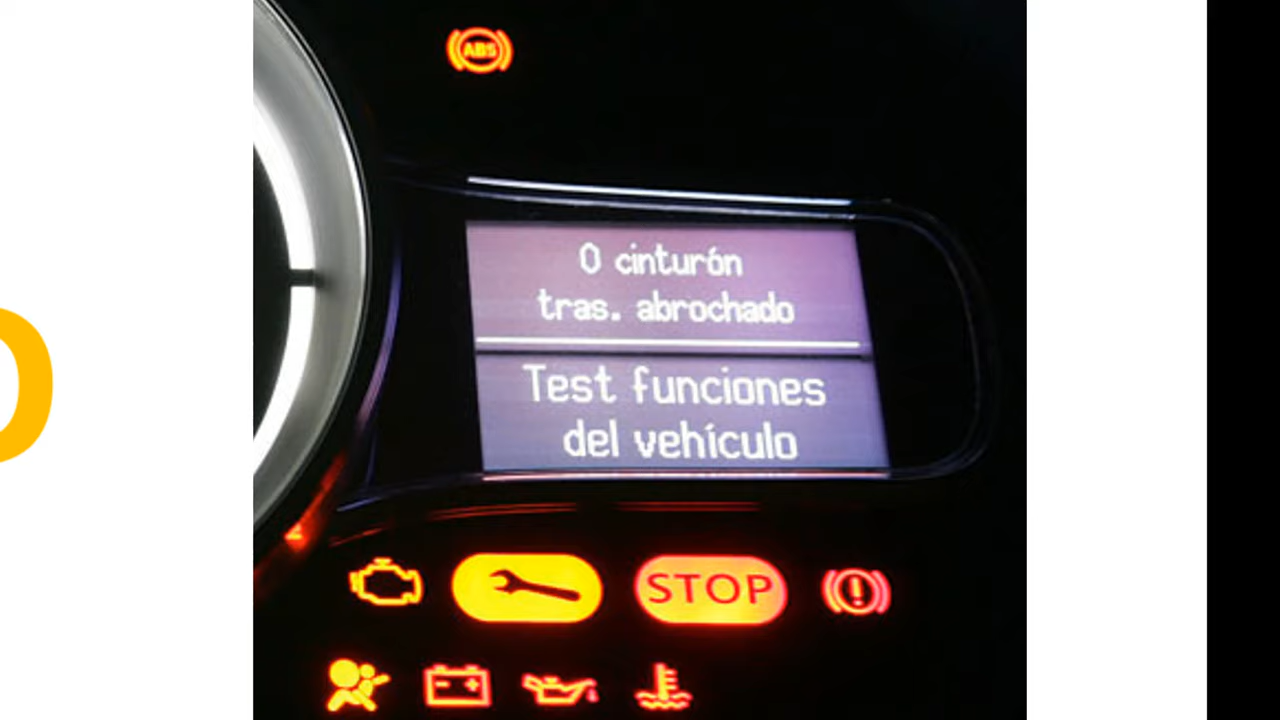 ABS
0 cinturón
tras. abrochado
Test funciones
del vehículo
STOP